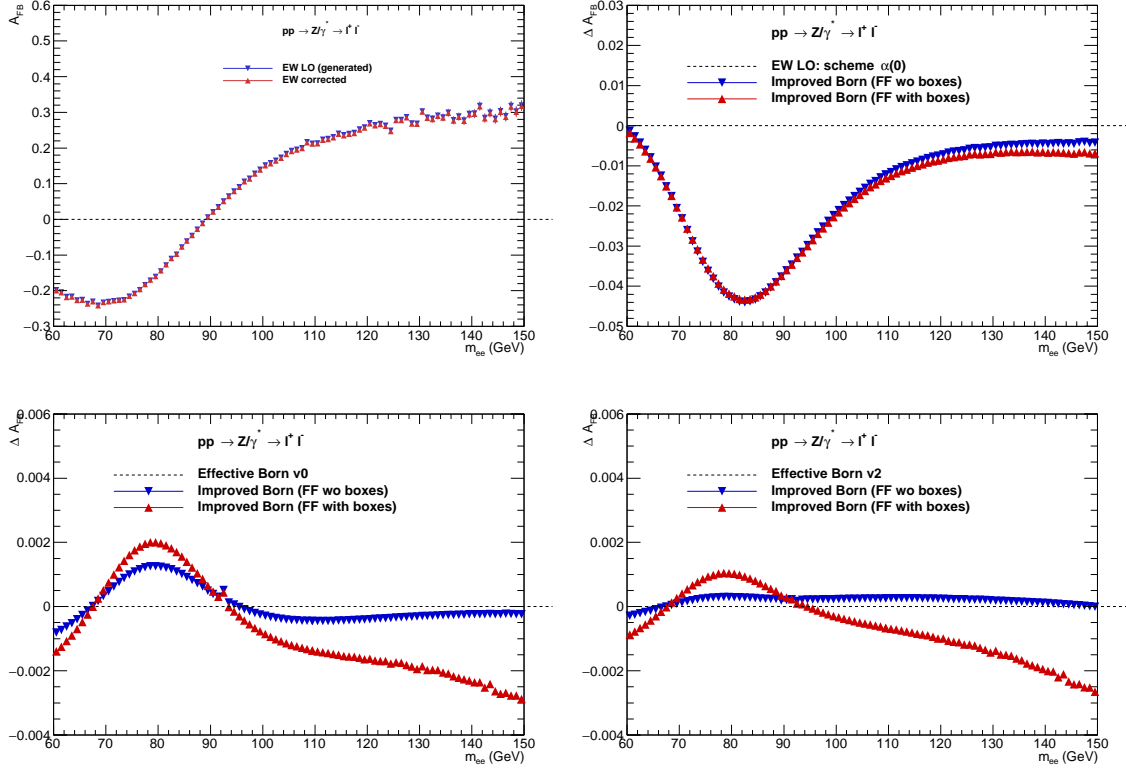 A_FB
pp → Z/γ* → l⁺ l⁻
EW LO (generated)
EW corrected
0.6
0.5
0.4
0.3
0.2
0.1
0
−0.1
−0.2
−0.3
60 70 80 90 100 110 120 130 140 150
m_ee (GeV)
Δ A_FB
pp → Z/γ* → l⁺ l⁻
EW LO: scheme α(0)
Improved Born (FF wo boxes)
Improved Born (FF with boxes)
0.03
0.02
0.01
0
−0.01
−0.02
−0.03
−0.04
−0.05
60 70 80 90 100 110 120 130 140 150
m_ee (GeV)
Δ A_FB
pp → Z/γ* → l⁺ l⁻
Effective Born v0
Improved Born (FF wo boxes)
Improved Born (FF with boxes)
0.006
0.004
0.002
0
−0.002
−0.004
60 70 80 90 100 110 120 130 140 150
m_ee (GeV)
Δ A_FB
pp → Z/γ* → l⁺ l⁻
Effective Born v2
Improved Born (FF wo boxes)
Improved Born (FF with boxes)
0.006
0.004
0.002
0
−0.002
−0.004
60 70 80 90 100 110 120 130 140 150
m_ee (GeV)